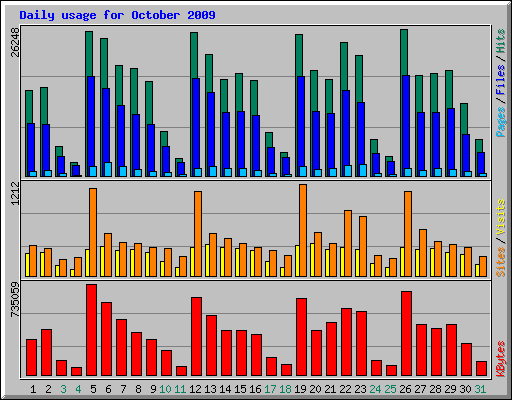 Daily usage for October 2009
26248
Pages / Files / Hits
1212
Sites / Visits
735059
KBytes
1 2 3 4 5 6 7 8 9 10 11 12 13 14 15 16 17 18 19 20 21 22 23 24 25 26 27 28 29 30 31